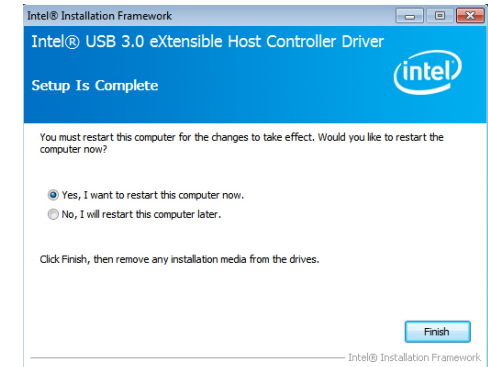 Intel® Installation Framework
Intel® USB 3.0 eXtensible Host Controller Driver
Setup Is Complete
intel®
You must restart this computer for the changes to take effect. Would you like to restart the
computer now?
Yes, I want to restart this computer now.
No, I will restart this computer later.
Click Finish, then remove any installation media from the drives.
Finish
Intel® Installation Framework